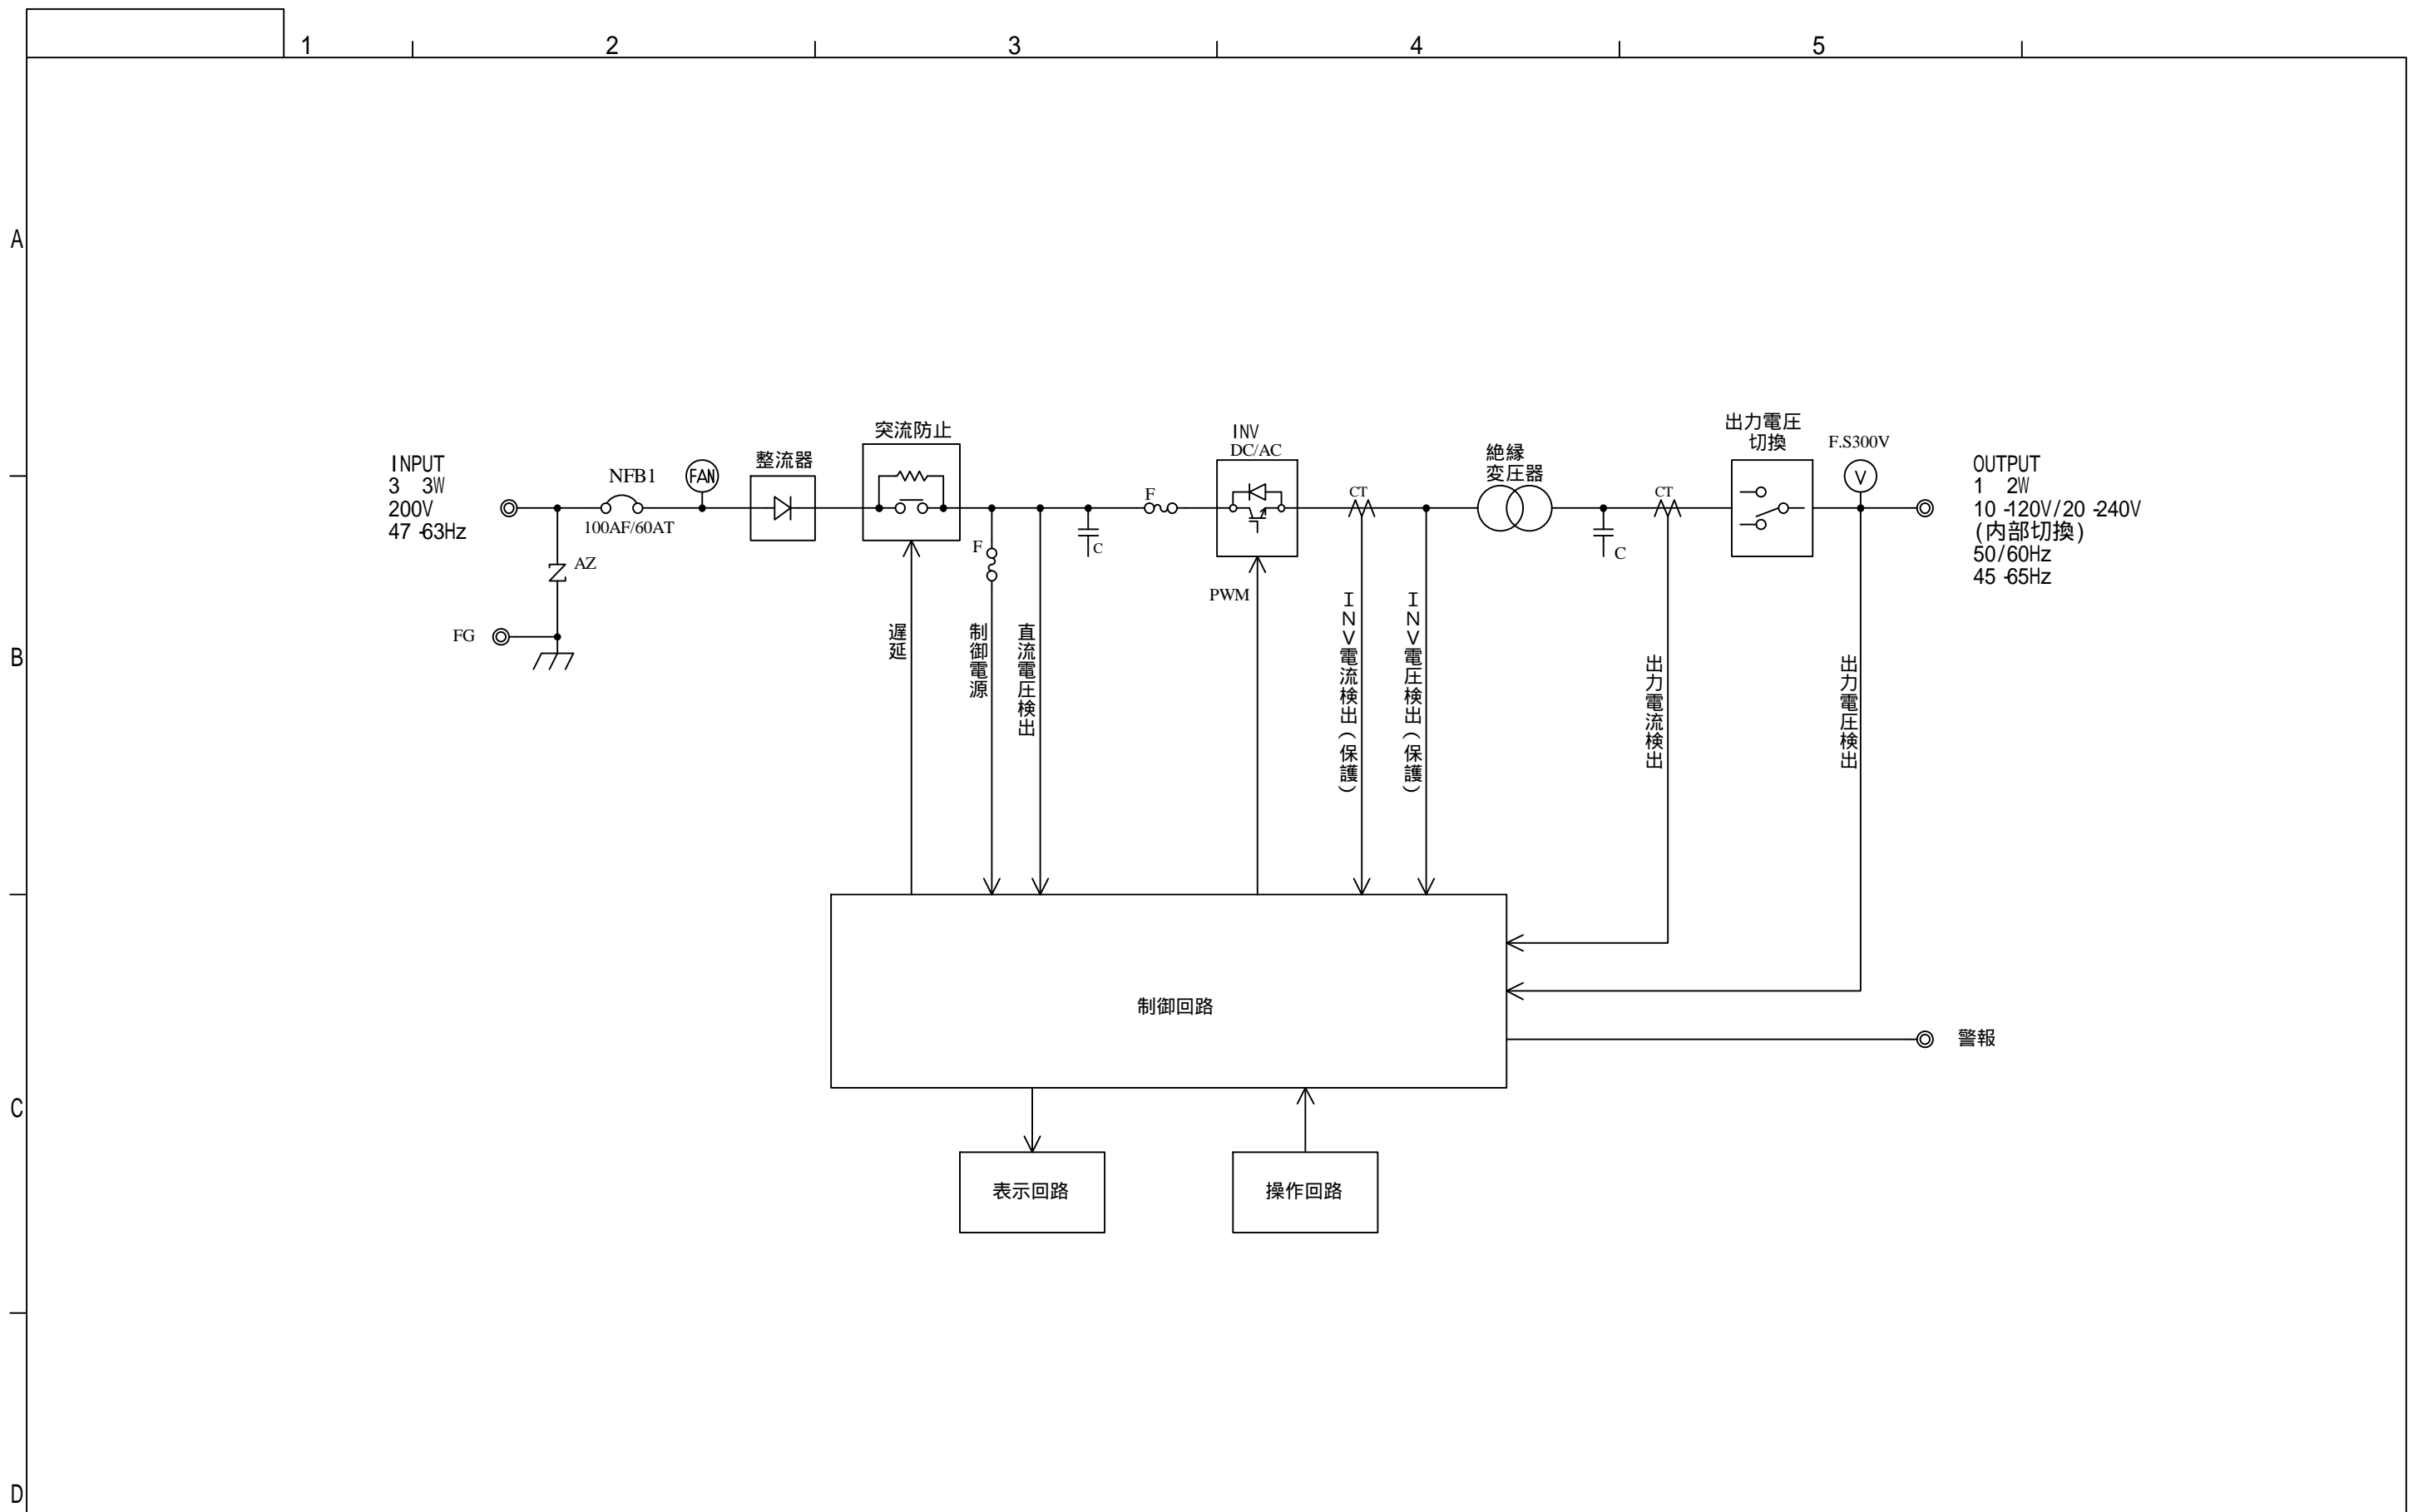 1 2 3 4 5
A
B
C
D
INPUT
3 3W
200V
47-63Hz
NFB1
100AF/60AT
FAN
AZ
FG
整流器
突流防止
F
C
F
INV
DC/AC
PWM
CT
絶縁
変圧器
C
CT
出力電圧
切換
F.S300V
V
OUTPUT
1 2W
10-120V/20-240V
(内部切換)
50/60Hz
45-65Hz
遅延
制御電源
直流電圧検出
INV電流検出(保護)
INV電圧検出(保護)
出力電流検出
出力電圧検出
制御回路
警報
表示回路
操作回路